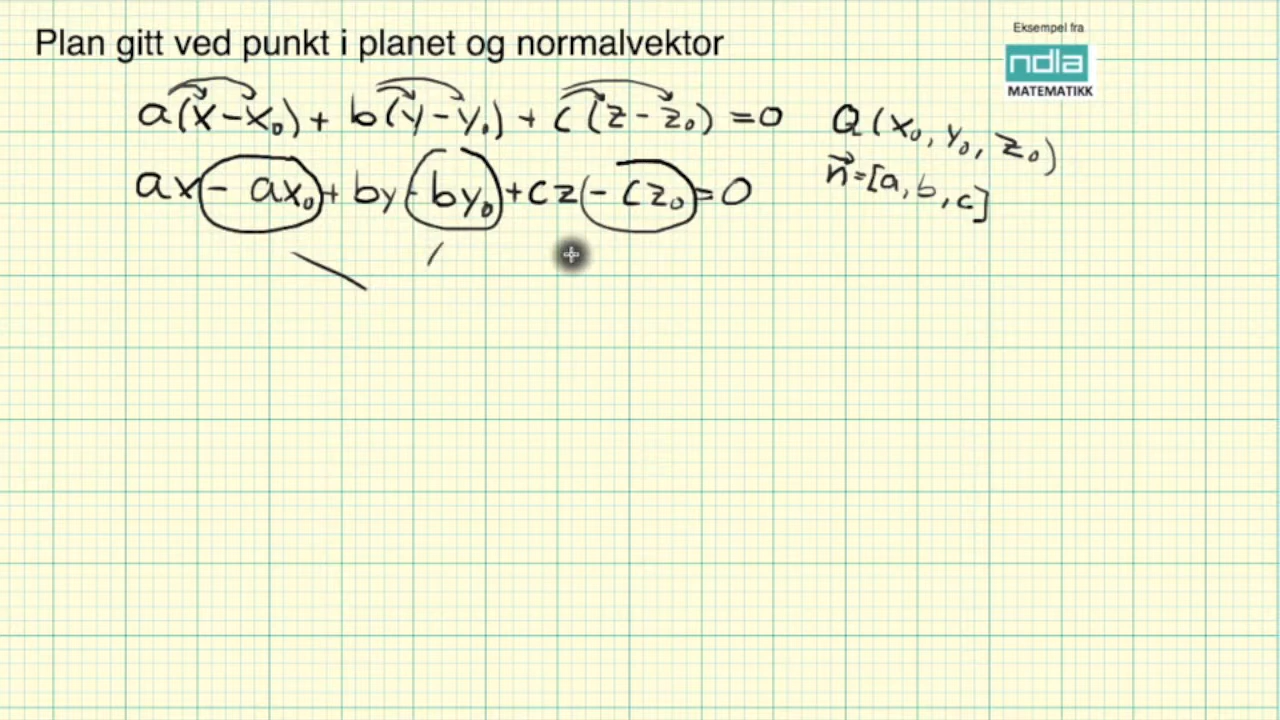 Plan gitt ved punkt i planet og normalvektor
Eksempel fra
ndla
MATEMATIKK
a(x-x₀)+ b(y-y₀)+ c(z-z₀)=0
Q(x₀,y₀,z₀)
n⃗=[a,b,c]
ax-ax₀+by-by₀+cz-cz₀=0